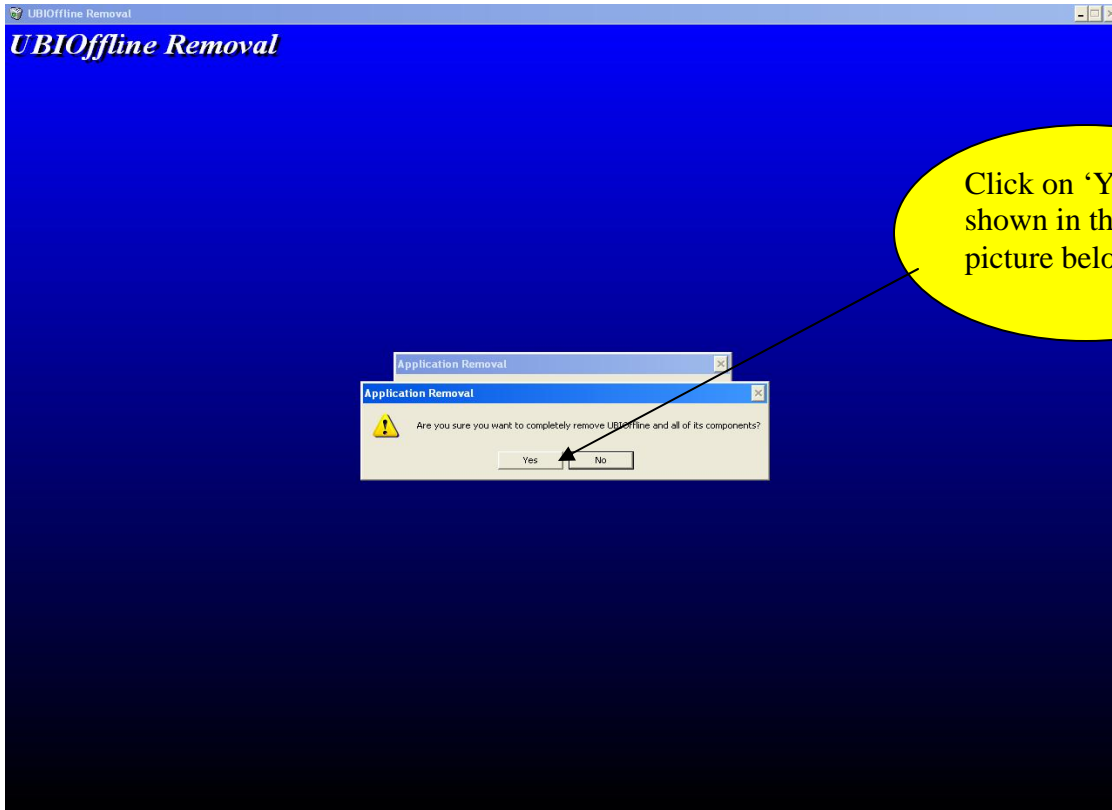 UBIOffline Removal
UBIOffline Removal
Click on ‘Y
shown in th
picture belo
Application Removal
Application Removal
Are you sure you want to completely remove UBIOffline and all of its components?
Yes
No